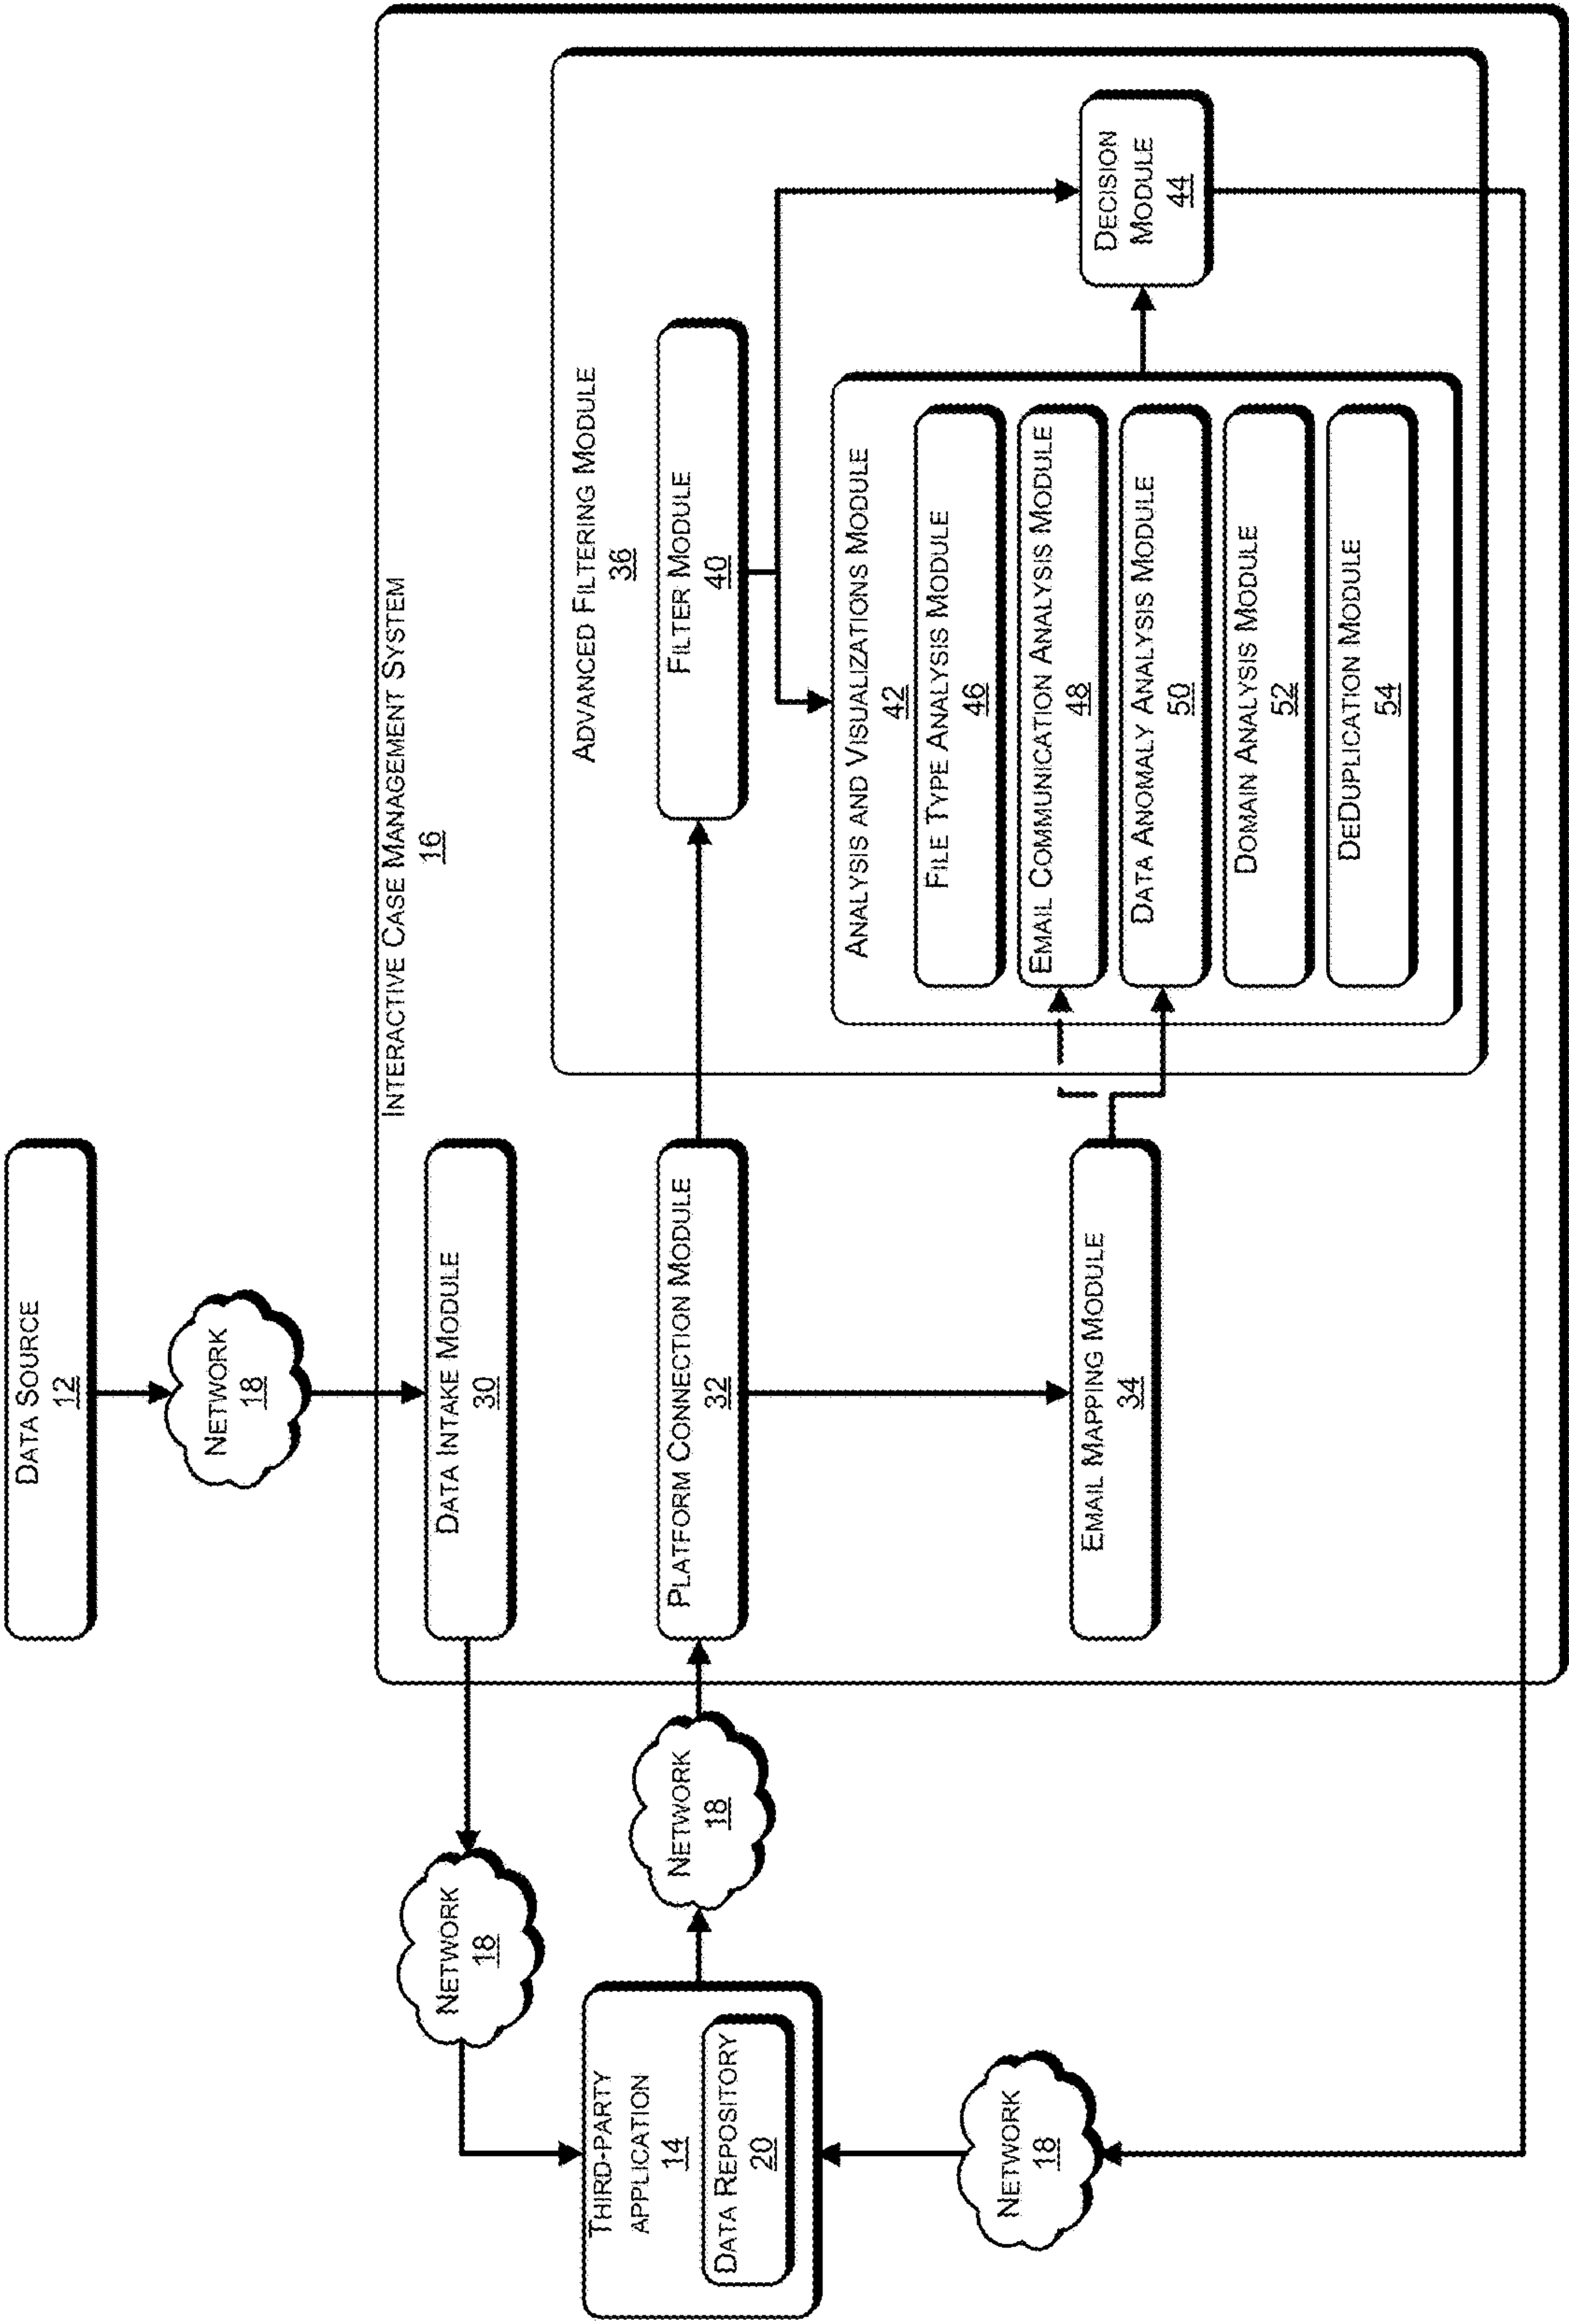 DATA SOURCE
12
NETWORK
18
INTERACTIVE CASE MANAGEMENT SYSTEM
16
DATA INTAKE MODULE
30
NETWORK
18
THIRD-PARTY
APPLICATION
14
DATA REPOSITORY
20
NETWORK
18
PLATFORM CONNECTION MODULE
32
EMAIL MAPPING MODULE
34
ADVANCED FILTERING MODULE
36
FILTER MODULE
40
ANALYSIS AND VISUALIZATIONS MODULE
42
FILE TYPE ANALYSIS MODULE
46
EMAIL COMMUNICATION ANALYSIS MODULE
48
DATA ANOMALY ANALYSIS MODULE
50
DOMAIN ANALYSIS MODULE
52
DEDUPLICATION MODULE
54
DECISION
MODULE
44
NETWORK
18